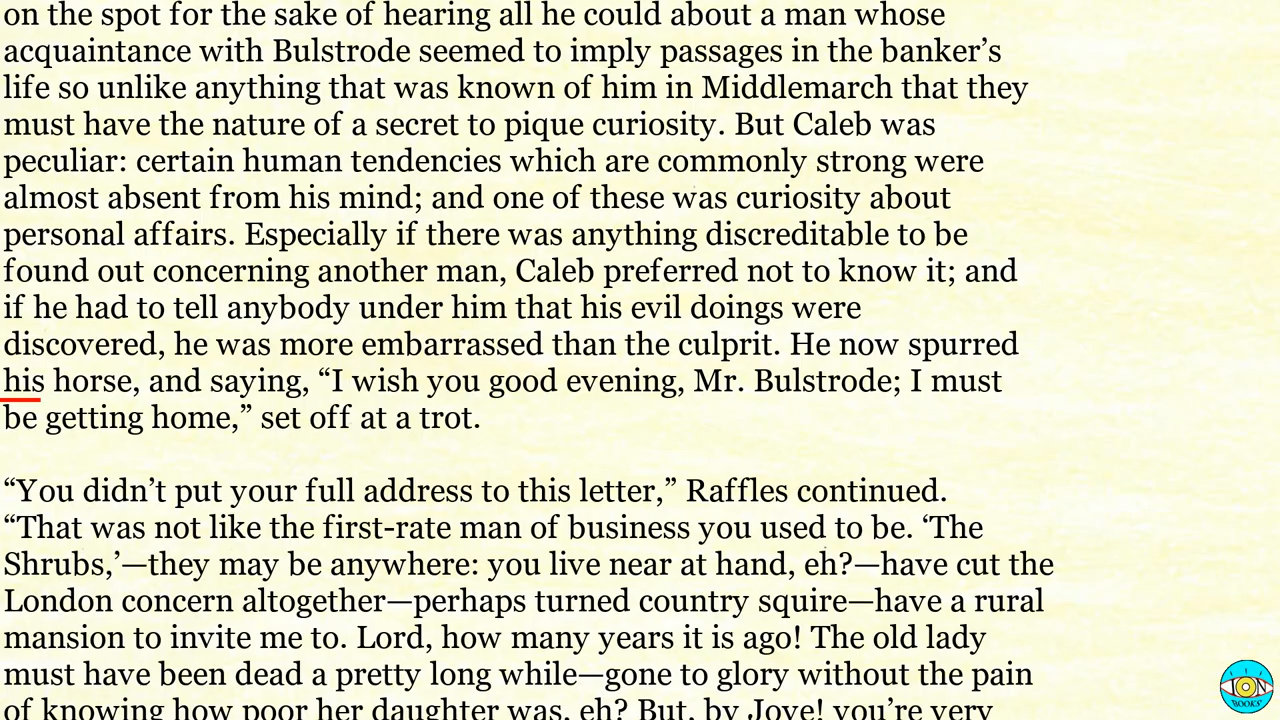 on the spot for the sake of hearing all he could about a man whose
acquaintance with Bulstrode seemed to imply passages in the banker’s
life so unlike anything that was known of him in Middlemarch that they
must have the nature of a secret to pique curiosity. But Caleb was
peculiar: certain human tendencies which are commonly strong were
almost absent from his mind; and one of these was curiosity about
personal affairs. Especially if there was anything discreditable to be
found out concerning another man, Caleb preferred not to know it; and
if he had to tell anybody under him that his evil doings were
discovered, he was more embarrassed than the culprit. He now spurred
his horse, and saying, “I wish you good evening, Mr. Bulstrode; I must
be getting home,” set off at a trot.
“You didn’t put your full address to this letter,” Raffles continued.
“That was not like the first-rate man of business you used to be. ‘The
Shrubs,’—they may be anywhere: you live near at hand, eh?—have cut the
London concern altogether—perhaps turned country squire—have a rural
mansion to invite me to. Lord, how many years it is ago! The old lady
must have been dead a pretty long while—gone to glory without the pain
of knowing how poor her daughter was, eh? But, by Jove! you’re very
ION
BOOKS